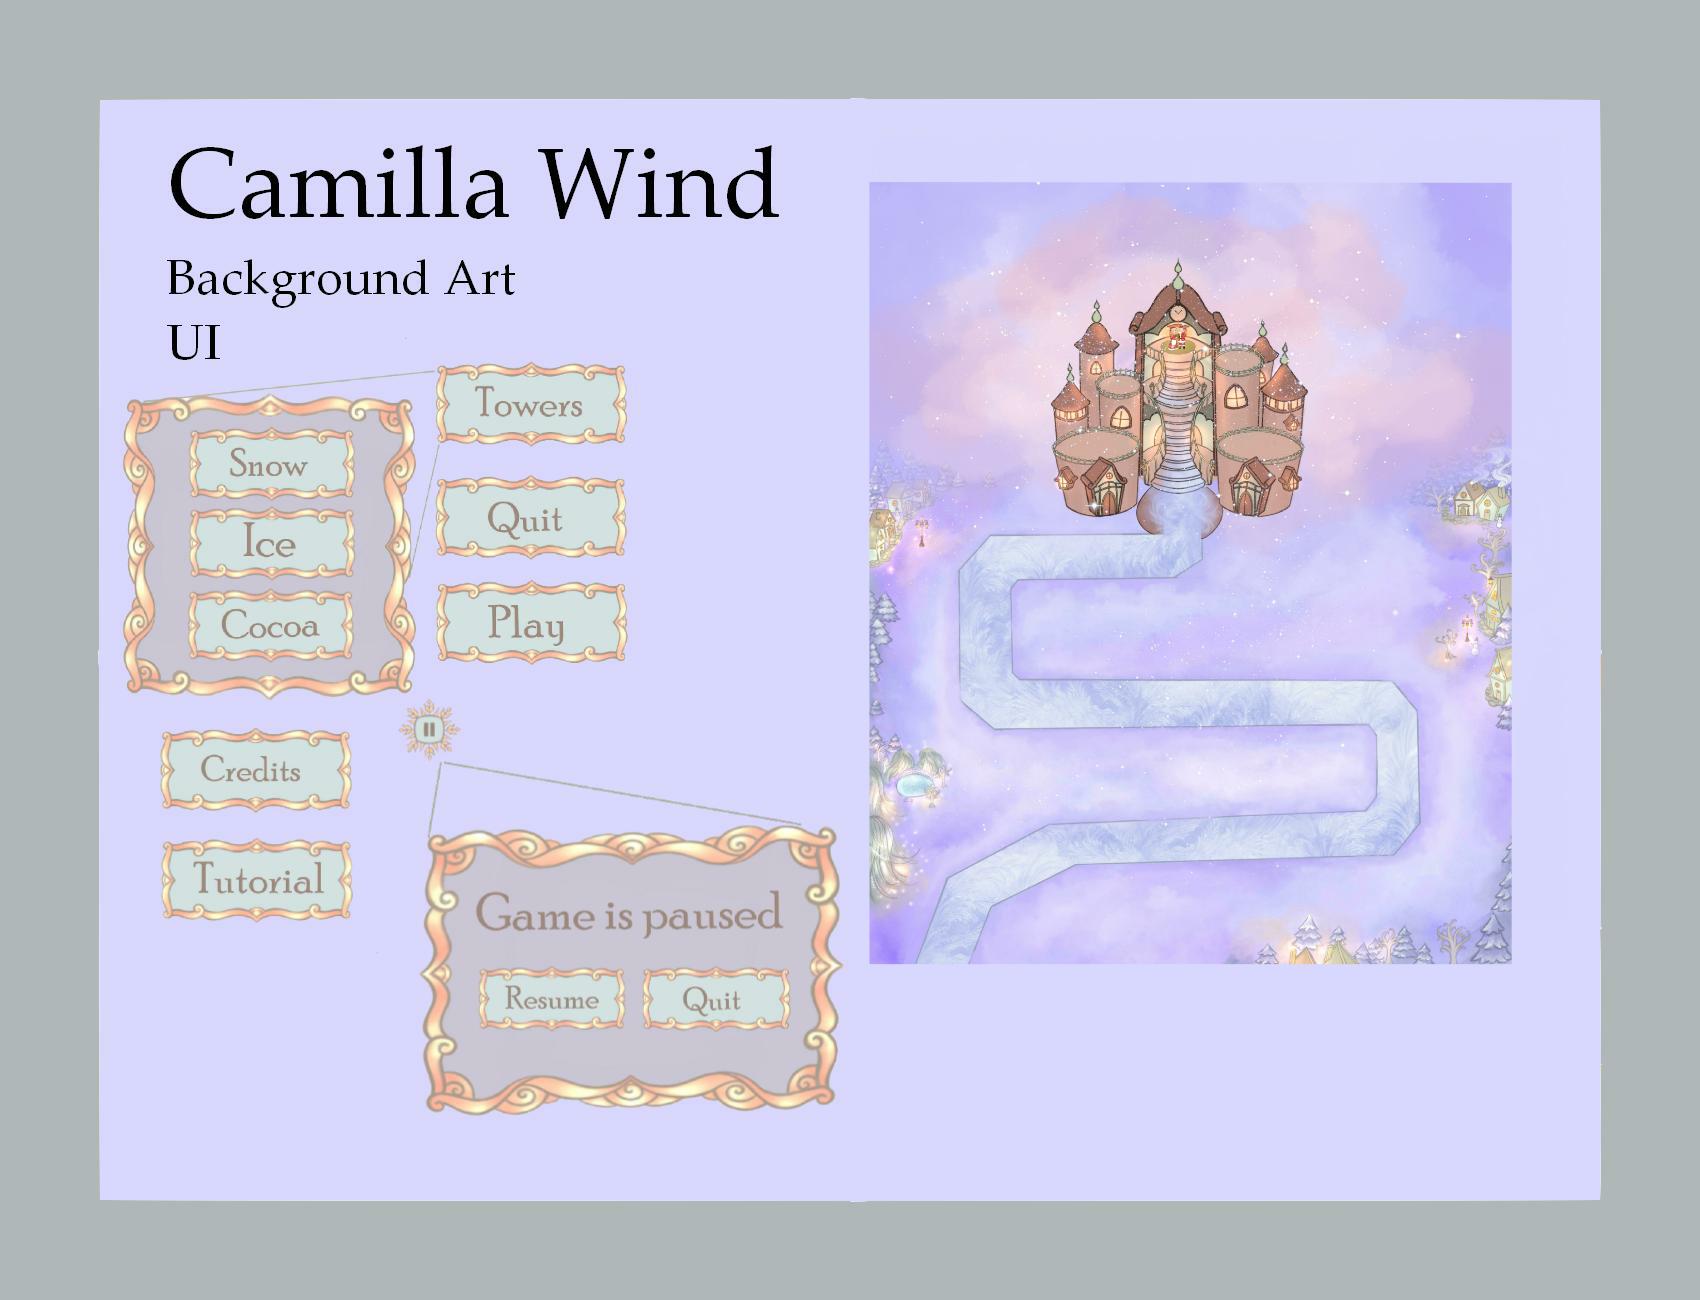 Camilla Wind
Background Art
UI
Towers
Snow
Ice
Cocoa
Quit
Play
Credits
Tutorial
Game is paused
Resume
Quit